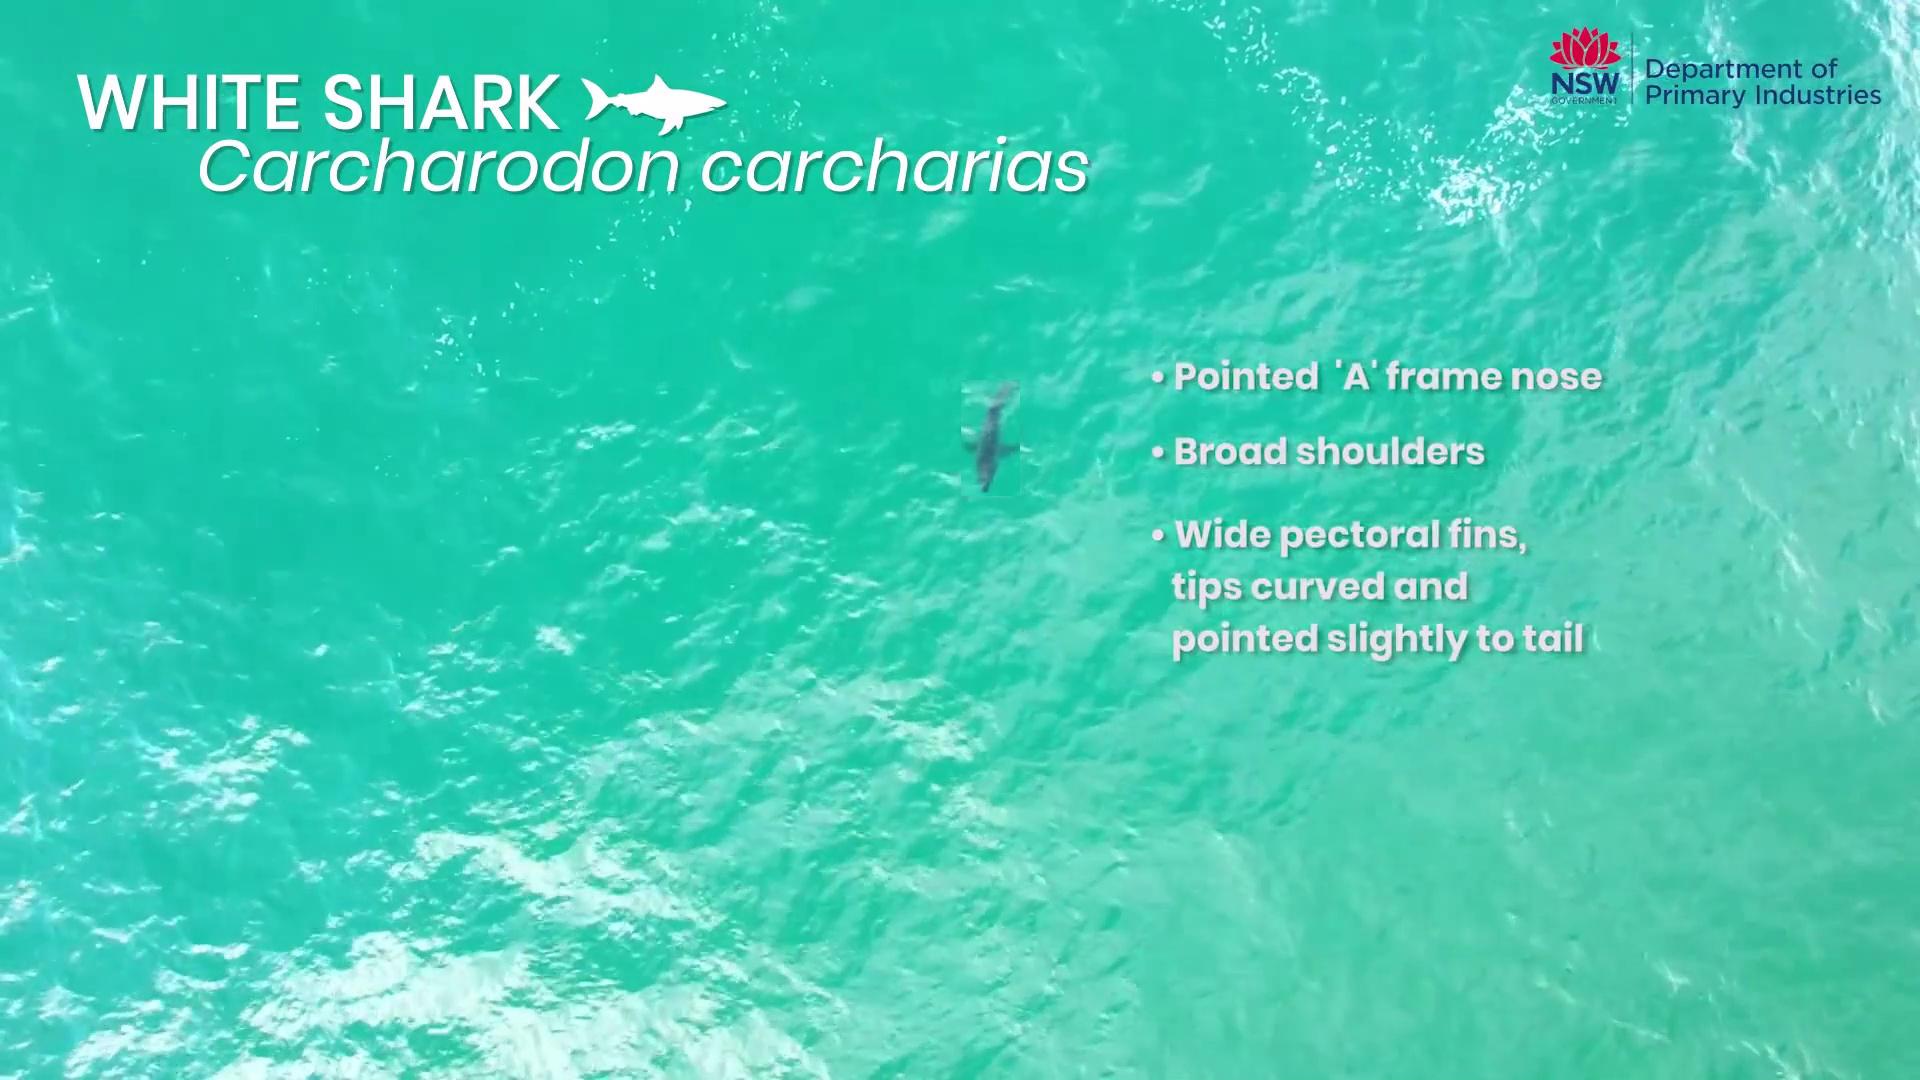 WHITE SHARK
Carcharodon carcharias
NSW
GOVERNMENT
Department of
Primary Industries
• Pointed 'A' frame nose
• Broad shoulders
• Wide pectoral fins,
tips curved and
pointed slightly to tail